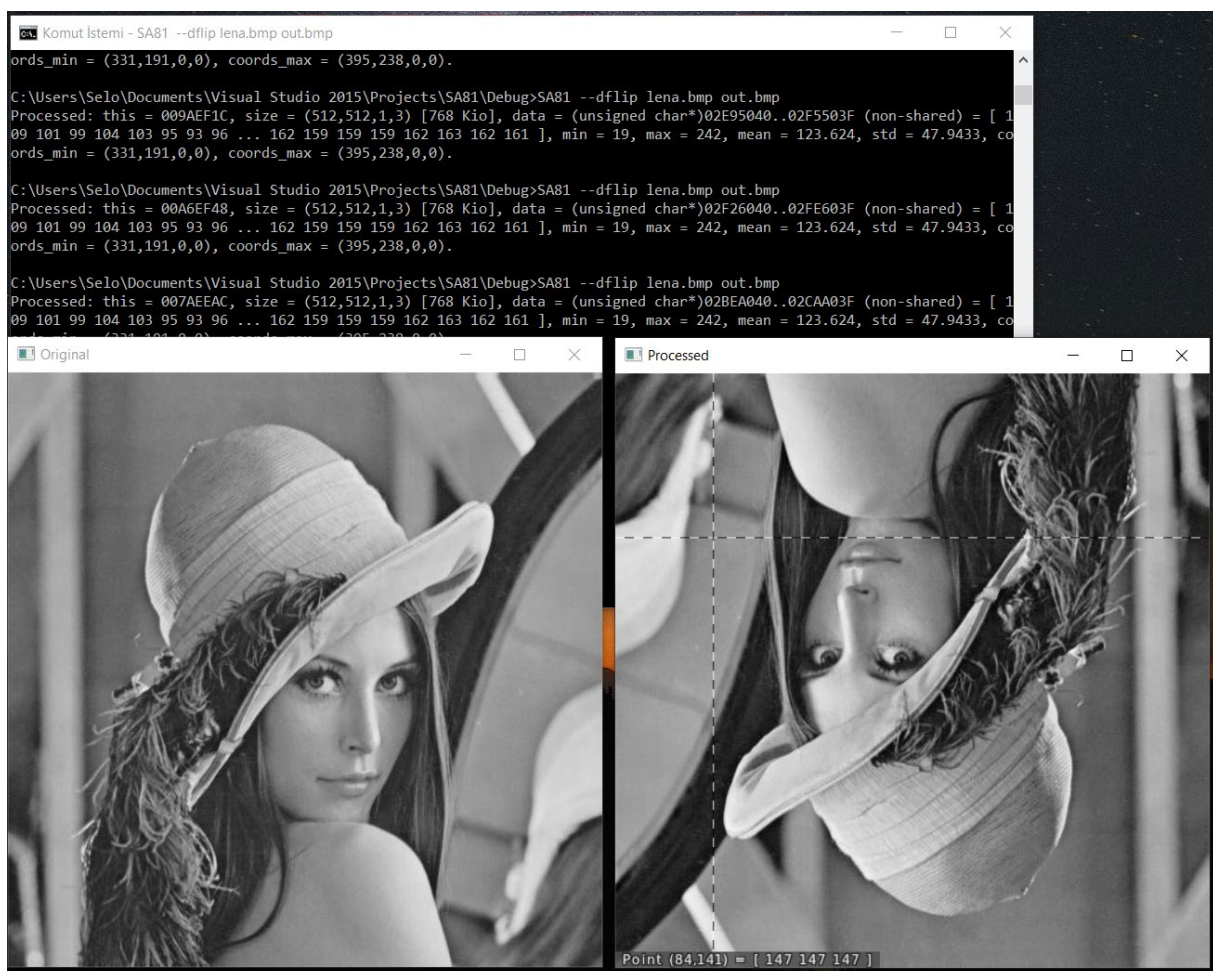 Komut İstemi - SA81  --dflip lena.bmp out.bmp
ords_min = (331,191,0,0), coords_max = (395,238,0,0).
C:\Users\Selo\Documents\Visual Studio 2015\Projects\SA81\Debug>SA81 --dflip lena.bmp out.bmp
Processed: this = 009AEF1C, size = (512,512,1,3) [768 Kio], data = (unsigned char*)02E95040..02F5503F (non-shared) = [ 1
09 101 99 104 103 95 93 96 ... 162 159 159 159 162 163 162 161 ], min = 19, max = 242, mean = 123.624, std = 47.9433, co
ords_min = (331,191,0,0), coords_max = (395,238,0,0).
C:\Users\Selo\Documents\Visual Studio 2015\Projects\SA81\Debug>SA81 --dflip lena.bmp out.bmp
Processed: this = 00A6EF48, size = (512,512,1,3) [768 Kio], data = (unsigned char*)02F26040..02FE603F (non-shared) = [ 1
09 101 99 104 103 95 93 96 ... 162 159 159 159 162 163 162 161 ], min = 19, max = 242, mean = 123.624, std = 47.9433, co
ords_min = (331,191,0,0), coords_max = (395,238,0,0).
C:\Users\Selo\Documents\Visual Studio 2015\Projects\SA81\Debug>SA81 --dflip lena.bmp out.bmp
Processed: this = 007AEEAC, size = (512,512,1,3) [768 Kio], data = (unsigned char*)02BEA040..02CAA03F (non-shared) = [ 1
09 101 99 104 103 95 93 96 ... 162 159 159 159 162 163 162 161 ], min = 19, max = 242, mean = 123.624, std = 47.9433, co
Original
Processed
Point (84,141) = [ 147 147 147 ]